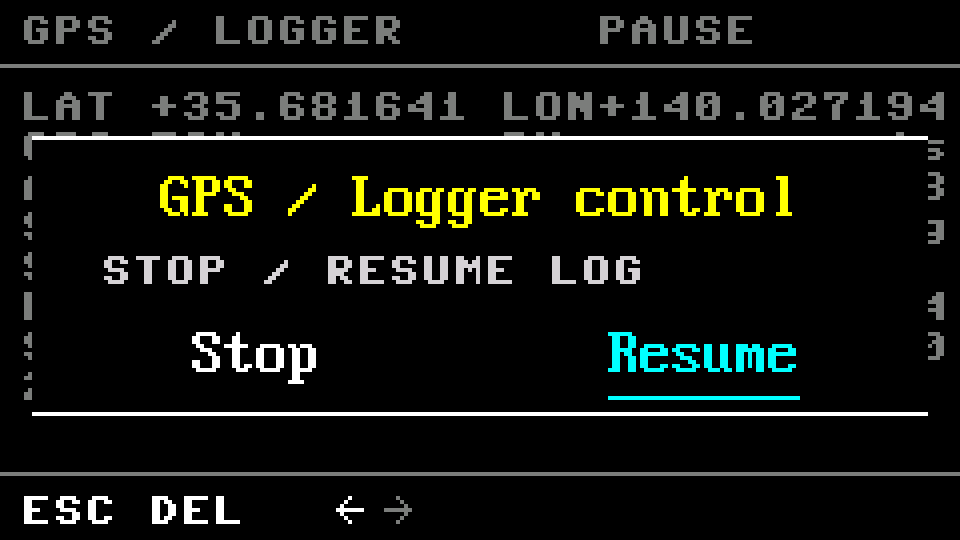 GPS / LOGGER PAUSE
LAT +35.681641 LON+140.027194
GPS / Logger control
STOP / RESUME LOG
Stop Resume
ESC DEL ← →